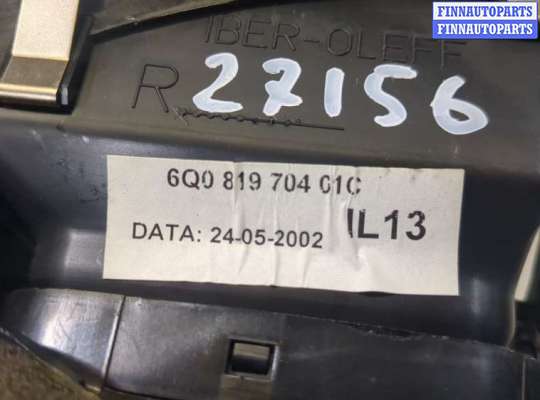 FINNAUTOPARTS
FINNAUTOPARTS
IBER-OLEFF
R 27156
6Q0 819 704 01C
DATA: 24-05-2002 IL13